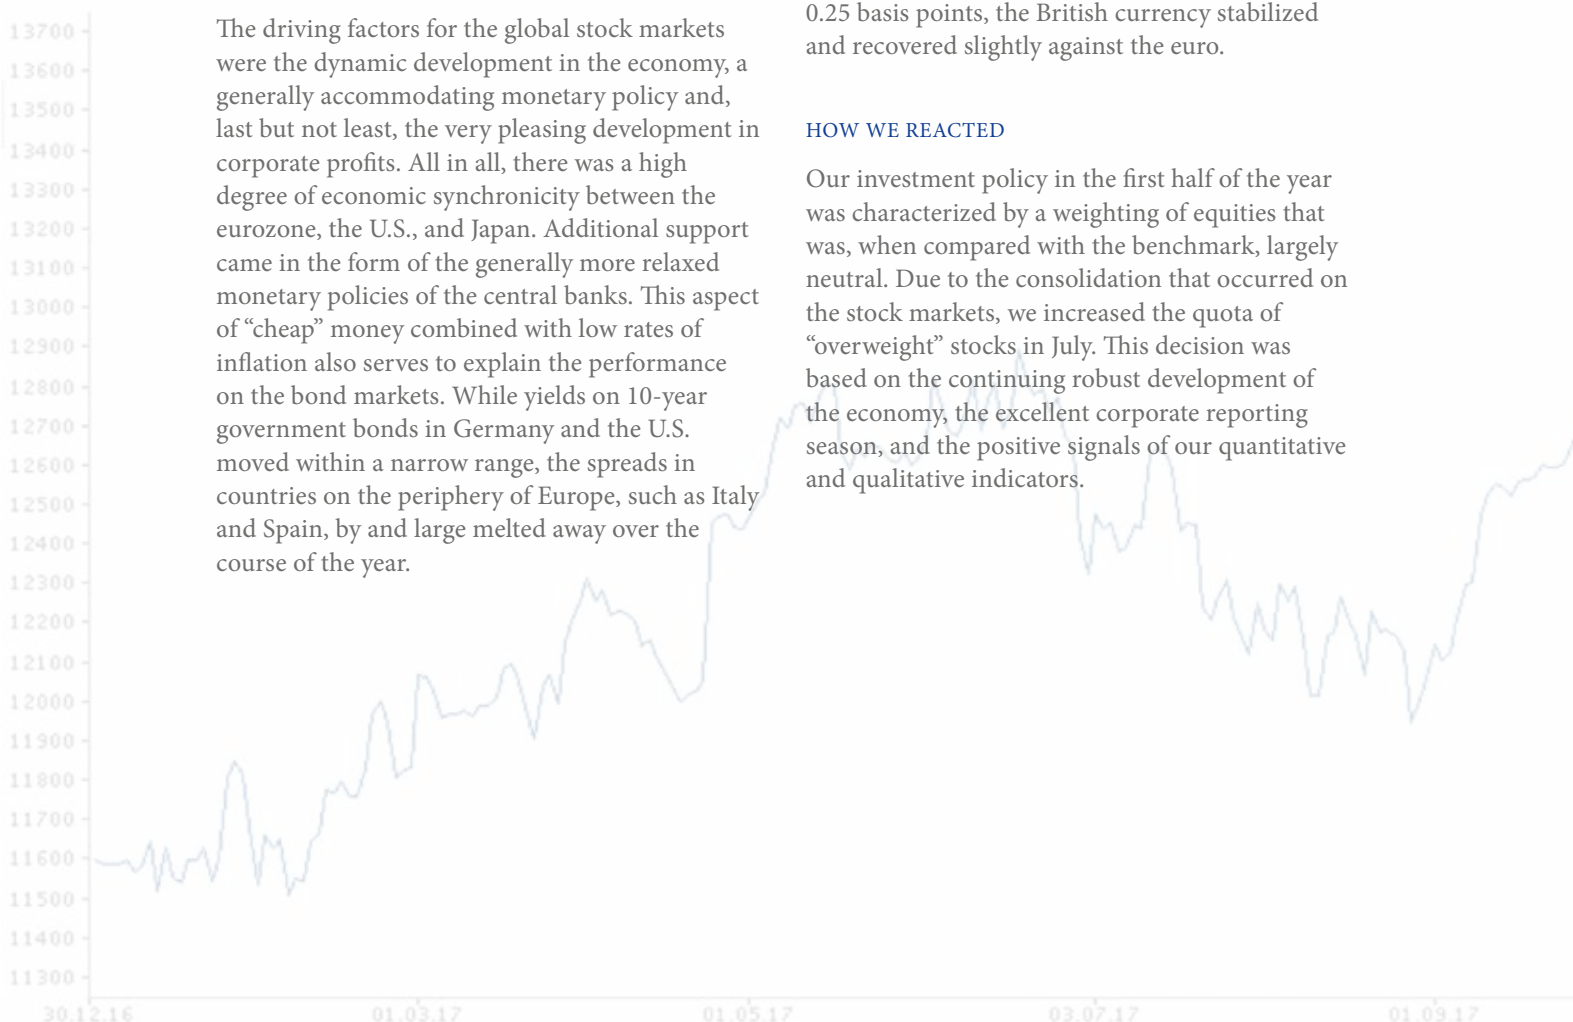 The driving factors for the global stock markets
were the dynamic development in the economy, a
generally accommodating monetary policy and,
last but not least, the very pleasing development in
corporate profits. All in all, there was a high
degree of economic synchronicity between the
eurozone, the U.S., and Japan. Additional support
came in the form of the generally more relaxed
monetary policies of the central banks. This aspect
of “cheap” money combined with low rates of
inflation also serves to explain the performance
on the bond markets. While yields on 10-year
government bonds in Germany and the U.S.
moved within a narrow range, the spreads in
countries on the periphery of Europe, such as Italy
and Spain, by and large melted away over the
course of the year.
0.25 basis points, the British currency stabilized
and recovered slightly against the euro.
HOW WE REACTED
Our investment policy in the first half of the year
was characterized by a weighting of equities that
was, when compared with the benchmark, largely
neutral. Due to the consolidation that occurred on
the stock markets, we increased the quota of
“overweight” stocks in July. This decision was
based on the continuing robust development of
the economy, the excellent corporate reporting
season, and the positive signals of our quantitative
and qualitative indicators.
13700
13600
13500
13400
13300
13200
13100
13000
12900
12800
12700
12600
12500
12400
12300
12200
12100
12000
11900
11800
11700
11600
11500
11400
11300
30.12.16 01.03.17 01.05.17 03.07.17 01.09.17